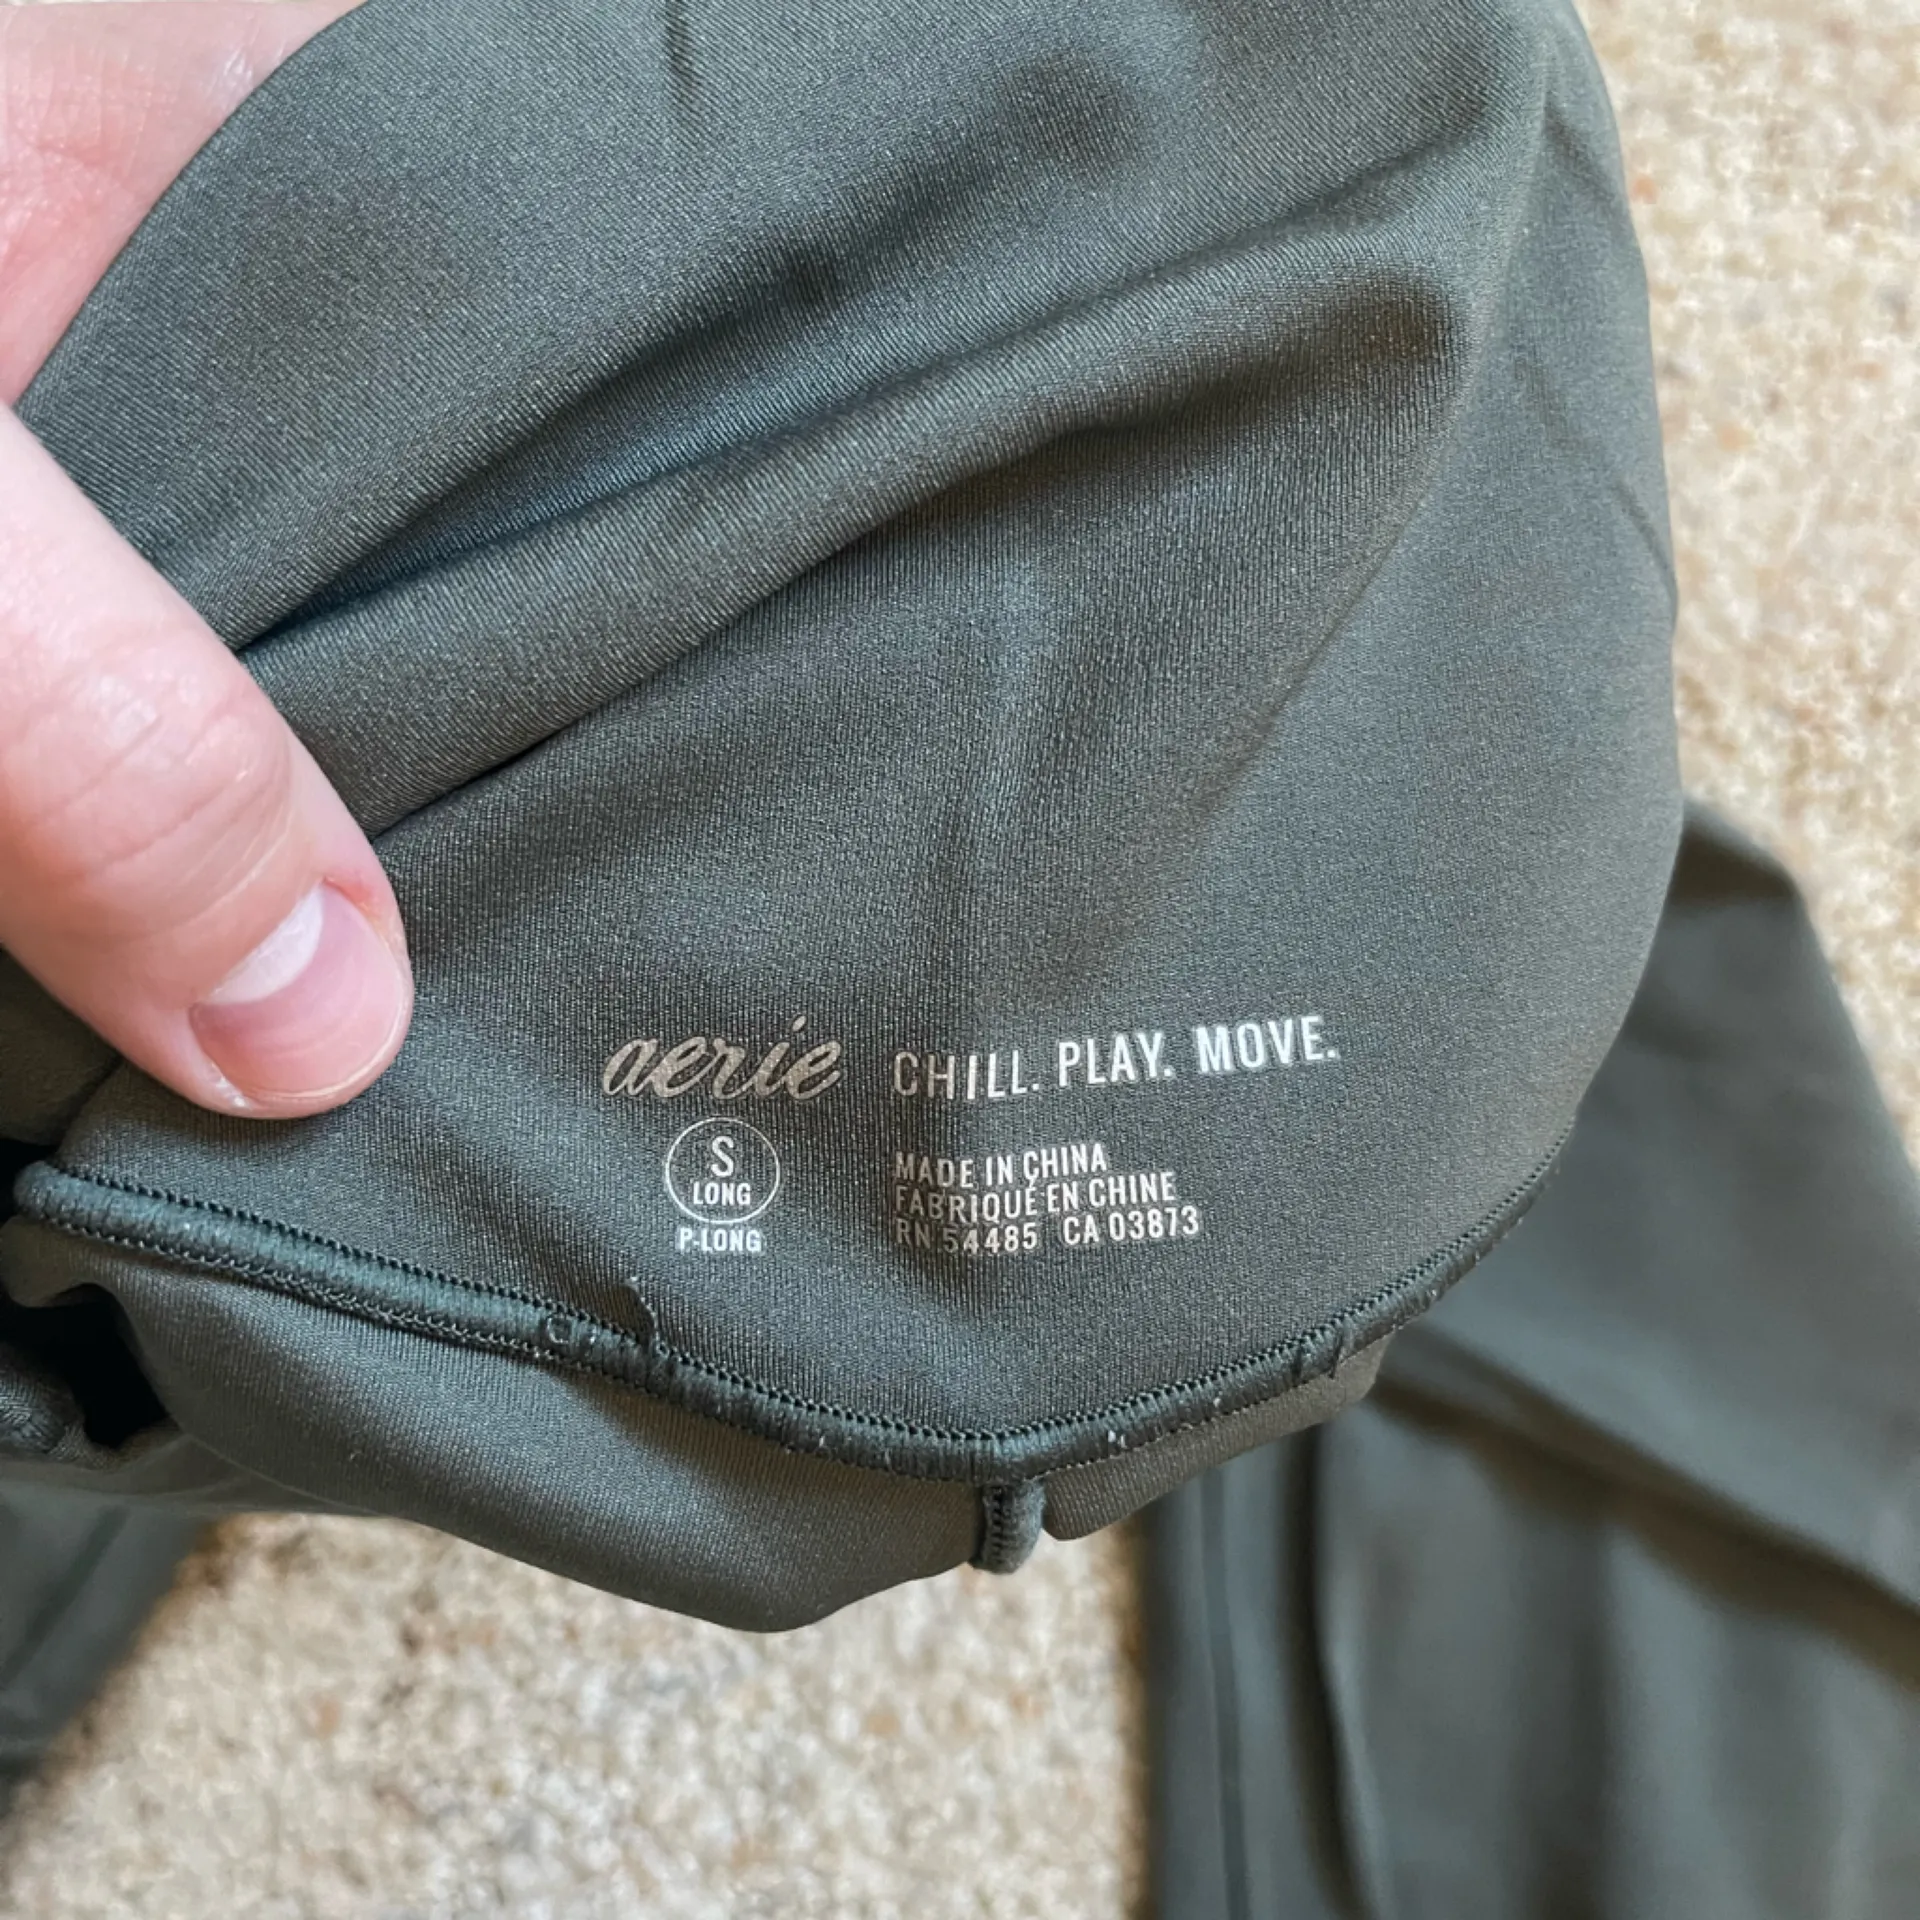 aerie CHILL. PLAY. MOVE.
S
LONG
P-LONG
MADE IN CHINA
FABRIQUÉ EN CHINE
RN 54485 CA 03873